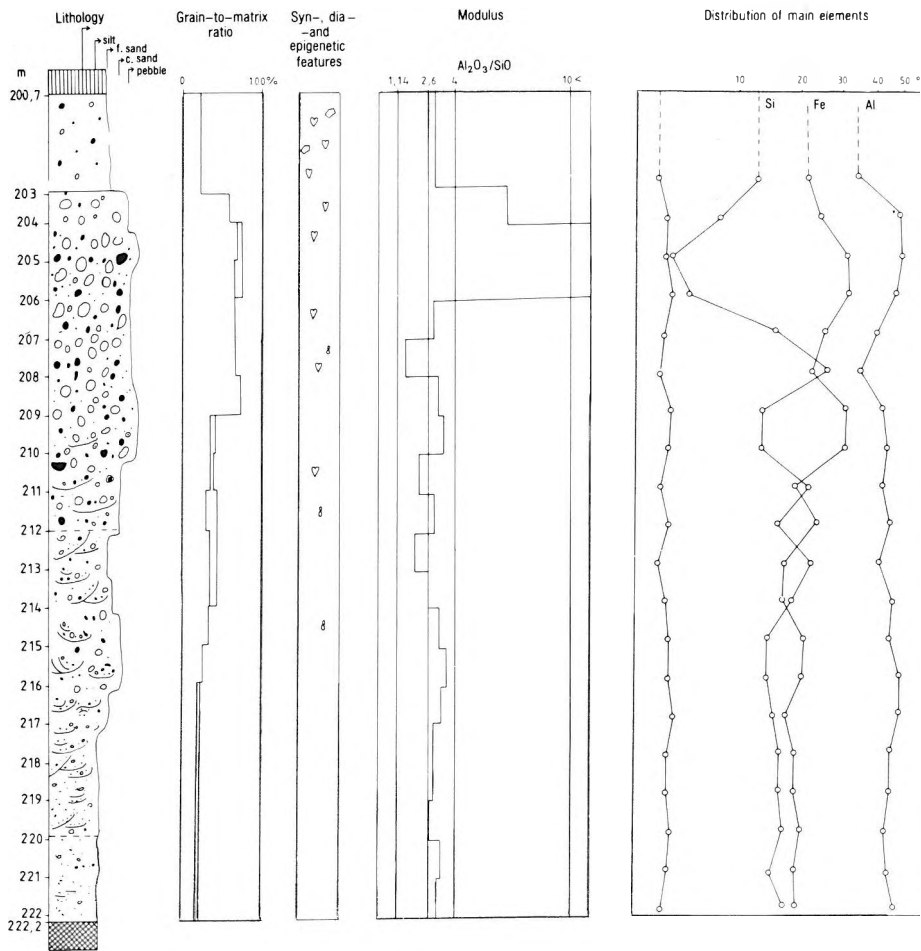 Lithology
silt
f. sand
c. sand
pebble
m
200,7
203
204
205
206
207
208
209
210
211
212
213
214
215
216
217
218
219
220
221
222
222,2
Grain-to-matrix
ratio
0 100%
Syn-, dia-
-and
epigenetic
features
Modulus
Al₂O₃/SiO
1,14 2,6 4 10<
Distribution of main elements
10 20 30 40 50
Si Fe Al